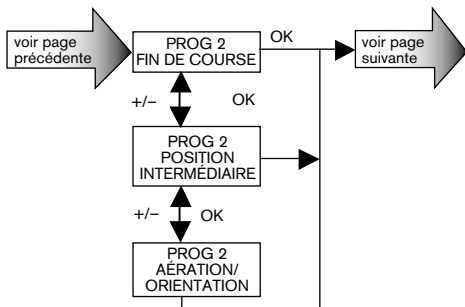 voir page
précédente
PROG 2
FIN DE COURSE
OK
voir page
suivante
+/–
OK
PROG 2
POSITION
INTERMÉDIAIRE
+/–
OK
PROG 2
AÉRATION/
ORIENTATION